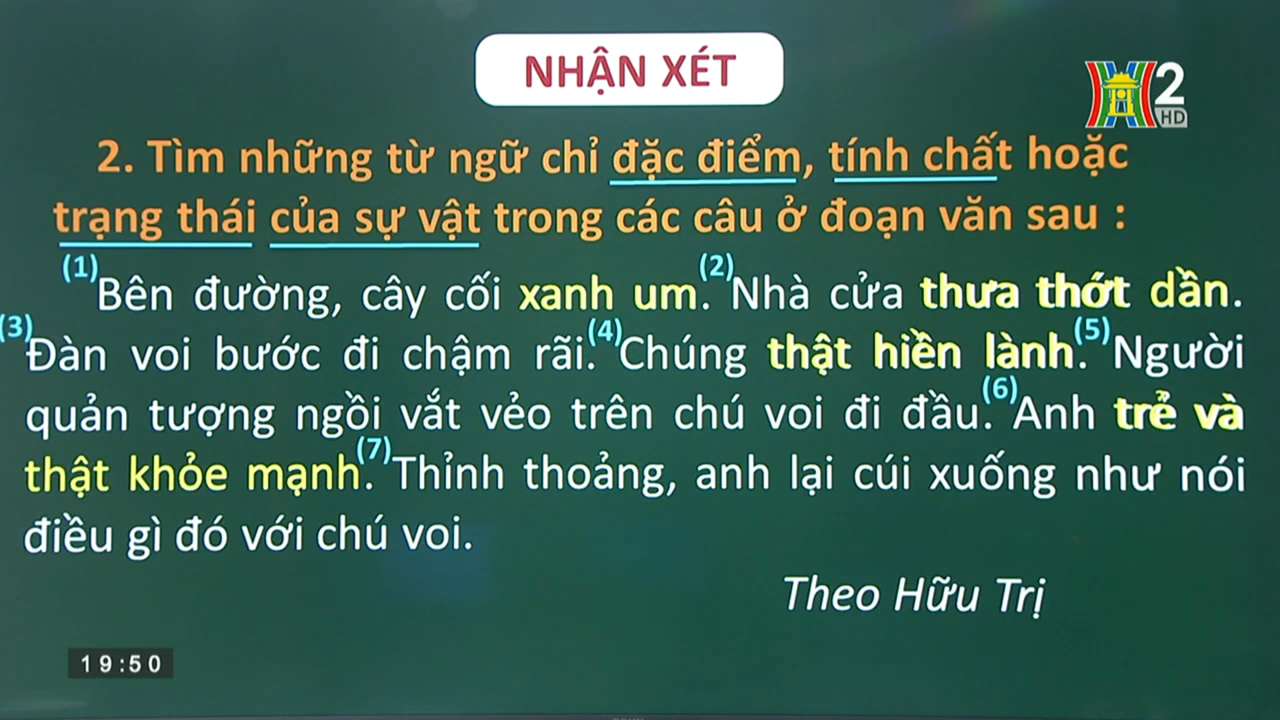 NHẬN XÉT
2 HD
2. Tìm những từ ngữ chỉ đặc điểm, tính chất hoặc
trạng thái của sự vật trong các câu ở đoạn văn sau :
(1)Bên đường, cây cối xanh um.(2)Nhà cửa thưa thớt dần.
(3)Đàn voi bước đi chậm rãi.(4)Chúng thật hiền lành.(5)Người
quản tượng ngồi vắt vẻo trên chú voi đi đầu.(6)Anh trẻ và
thật khỏe mạnh.(7)Thỉnh thoảng, anh lại cúi xuống như nói
điều gì đó với chú voi.
Theo Hữu Trị
19:50